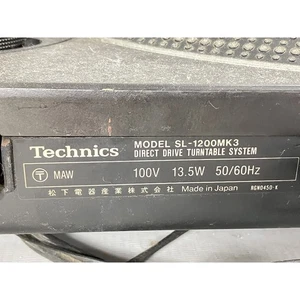 Technics
MODEL SL-1200MK3
DIRECT DRIVE TURNTABLE SYSTEM
〒 MAW 100V 13.5W 50/60Hz
松下電器産業株式会社 Made in Japan RGN0450-K